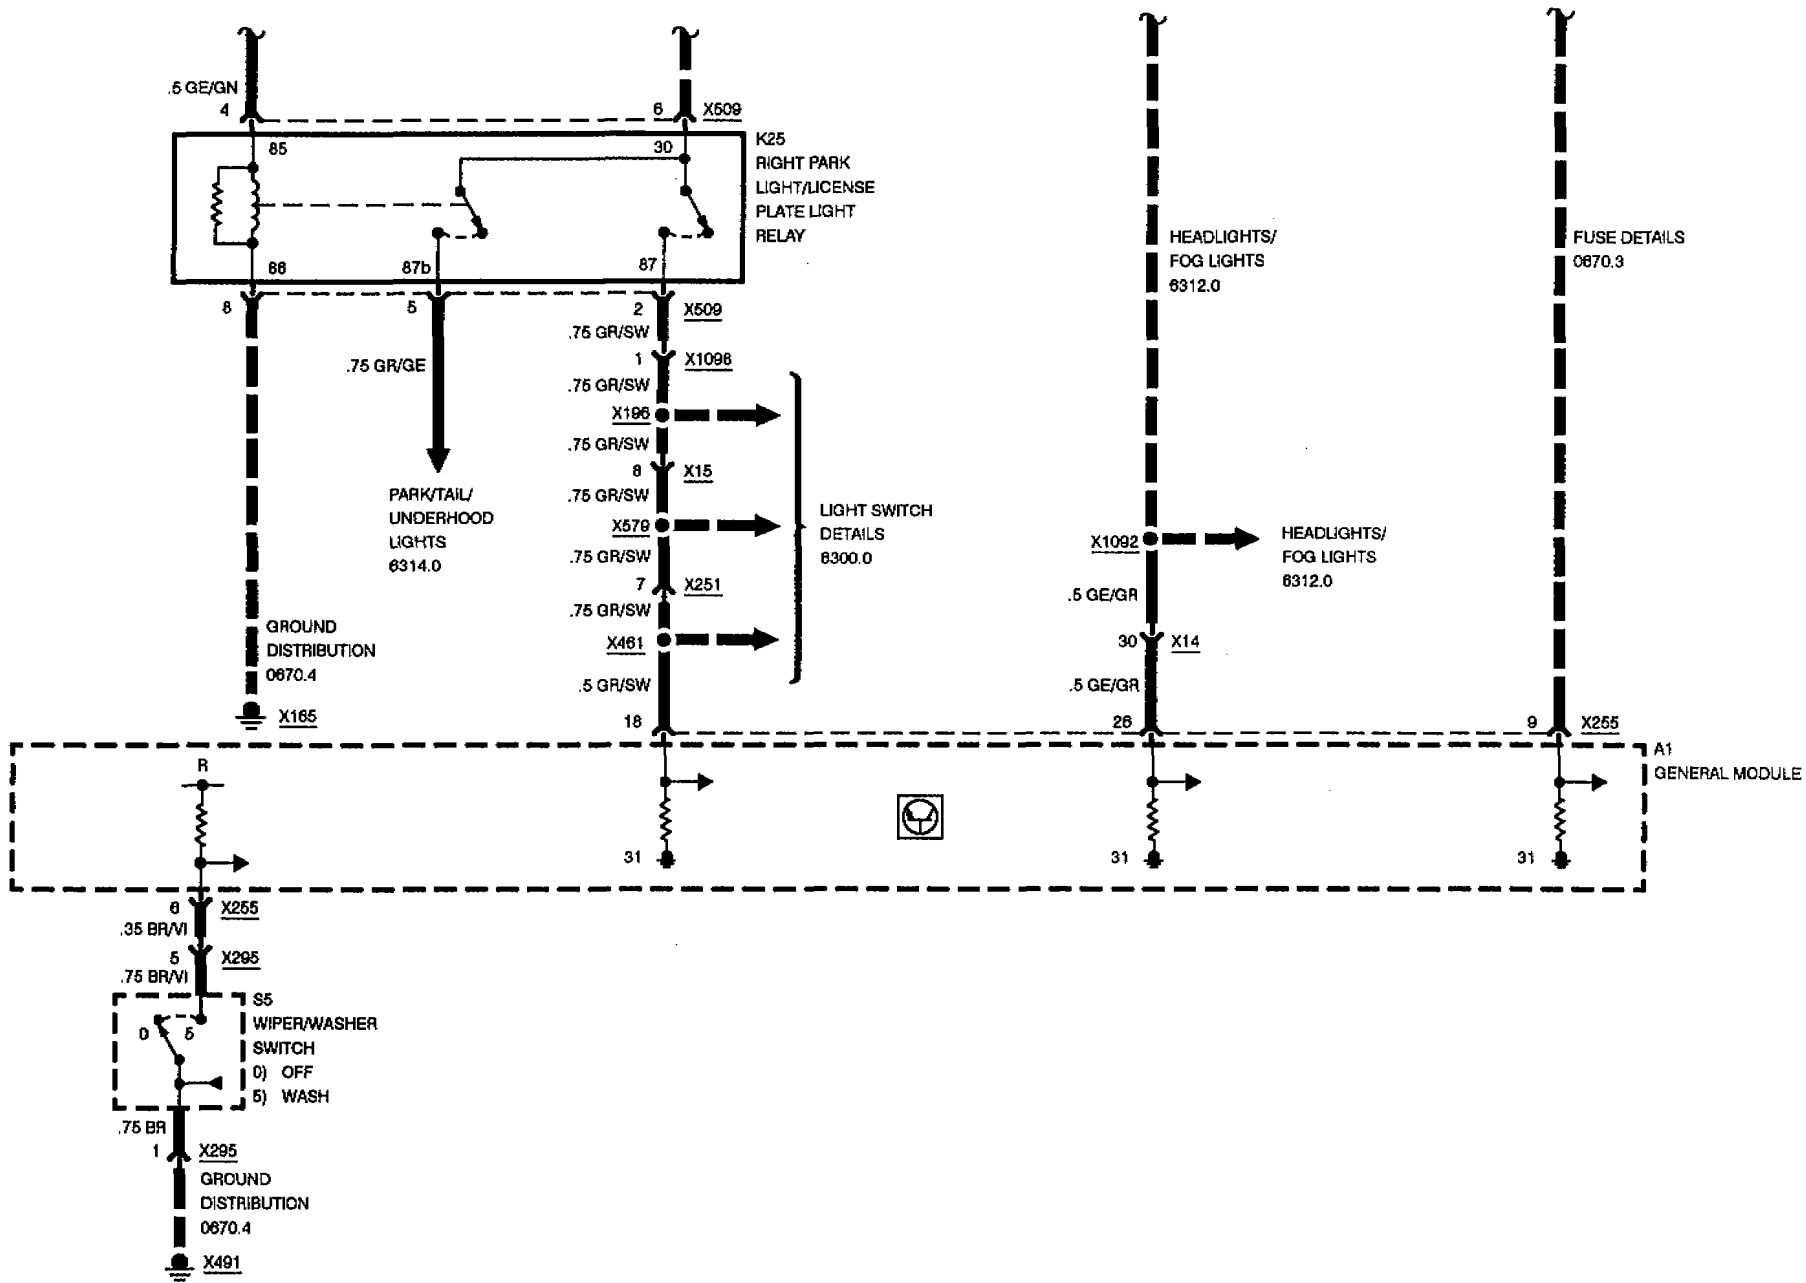 .5 GE/GN
4
6 X509
85
30
K25
RIGHT PARK
LIGHT/LICENSE
PLATE LIGHT
RELAY
86
87b
87
8
5
2 X509
.75 GR/SW
.75 GR/GE
1 X1098
.75 GR/SW
X196
.75 GR/SW
8 X15
.75 GR/SW
X579
.75 GR/SW
7 X251
.75 GR/SW
X461
.5 GR/SW
18
PARK/TAIL/
UNDERHOOD
LIGHTS
6314.0
LIGHT SWITCH
DETAILS
6300.0
GROUND
DISTRIBUTION
0670.4
X165
HEADLIGHTS/
FOG LIGHTS
6312.0
X1092
HEADLIGHTS/
FOG LIGHTS
6312.0
.5 GE/GR
30 X14
.5 GE/GR
26
FUSE DETAILS
0670.3
9 X255
A1
GENERAL MODULE
R
31
31
31
6 X255
.35 BR/VI
5 X295
.75 BR/VI
S5
WIPER/WASHER
SWITCH
0) OFF
5) WASH
0 5
.75 BR
1 X295
GROUND
DISTRIBUTION
0670.4
X491